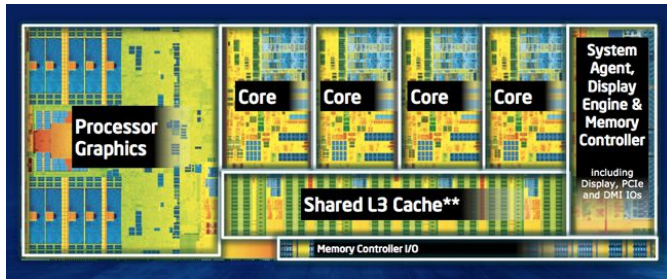 Processor
Graphics
Core
Core
Core
Core
System
Agent,
Display
Engine &
Memory
Controller
including
Display, PCIe
and DMI IOs
Shared L3 Cache**
Memory Controller I/O